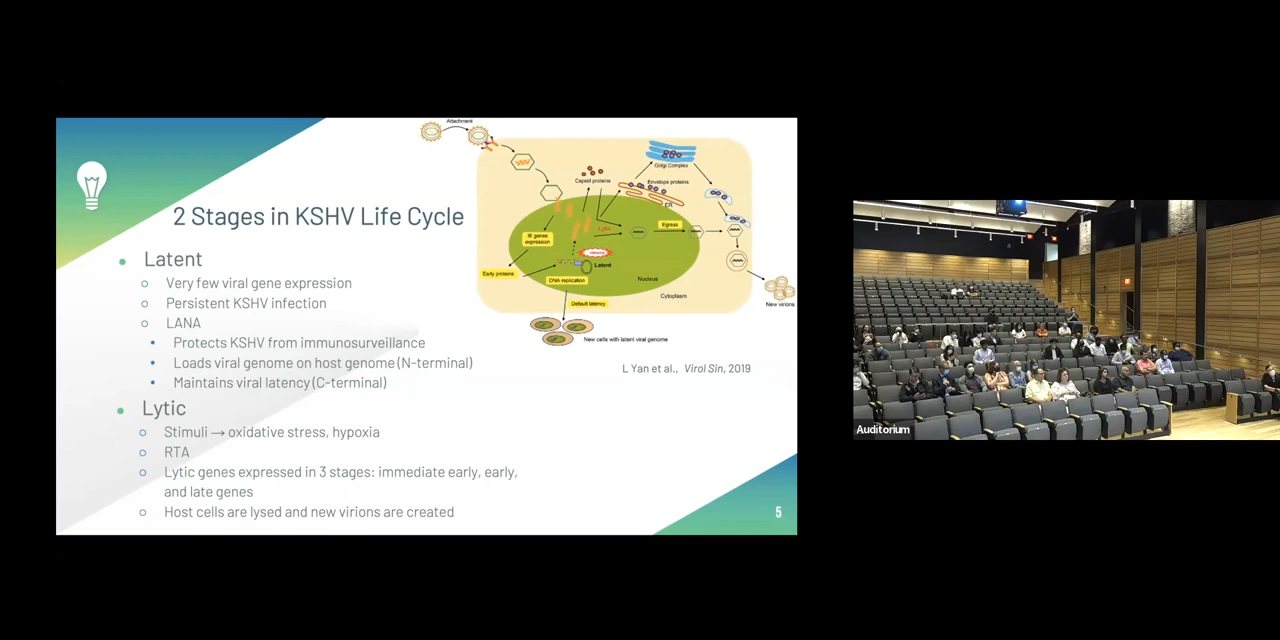 2 Stages in KSHV Life Cycle
Latent
Very few viral gene expression
Persistent KSHV infection
LANA
Protects KSHV from immunosurveillance
Loads viral genome on host genome (N-terminal)
Maintains viral latency (C-terminal)
Lytic
Stimuli → oxidative stress, hypoxia
RTA
Lytic genes expressed in 3 stages: immediate early, early,
and late genes
Host cells are lysed and new virions are created
Attachment
Capsid proteins
Golgi Complex
Envelope proteins
ER
Lytic
Egress
IE genes
expression
Latent
Early proteins
DNA replication
Nucleus
Cytoplasm
Default latency
New virions
New cells with latent viral genome
L Yan et al., Virol Sin, 2019
5
Auditorium